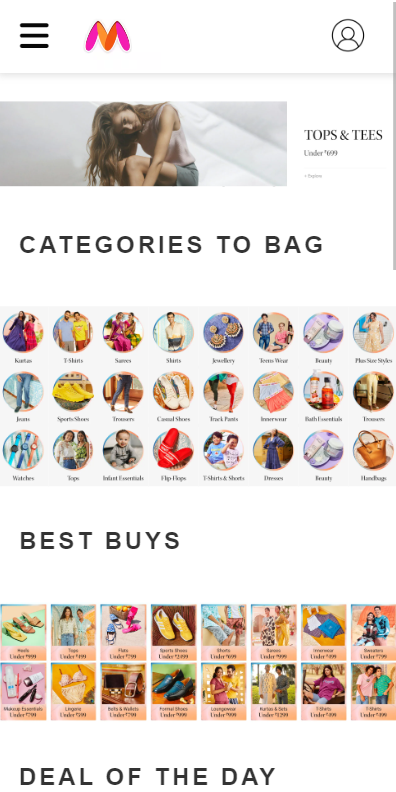 TOPS & TEES
Under ₹699
+ Explore
CATEGORIES TO BAG
Kurtas T-Shirts Sarees Shirts Jewellery Teens Wear Beauty Plus Size Styles
Jeans Sports Shoes Trousers Casual Shoes Track Pants Innerwear Bath Essentials Trousers
Watches Tops Infant Essentials Flip-Flops T-Shirts & Shorts Dresses Beauty Handbags
BEST BUYS
Heels Tops Flats Sports Shoes Shorts Sarees Innerwear Sweaters
Makeup Essentials Lingerie Belts & Wallets Formal Shoes Loungewear Kurtas & Sets T-Shirts T-Shirts
DEAL OF THE DAY